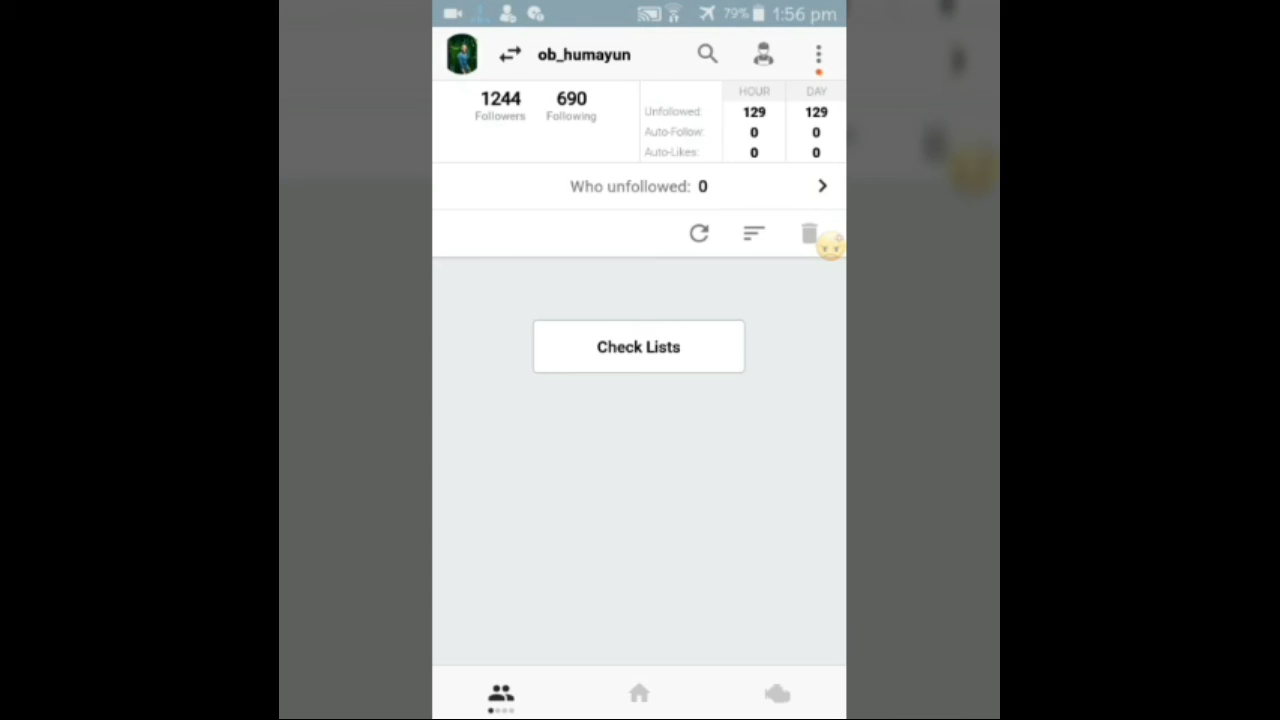 79% 1:56 pm
ob_humayun
1244 690
Followers Following
HOUR DAY
Unfollowed: 129 129
Auto-Follow: 0 0
Auto-Likes: 0 0
Who unfollowed: 0
Check Lists